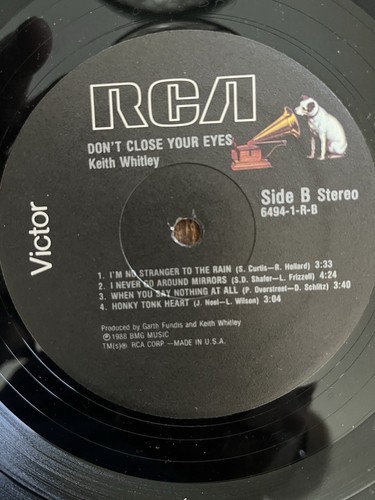 RCA
DON'T CLOSE YOUR EYES
Keith Whitley
Victor
Side B Stereo
6494-1-R-B
1. I'M NO STRANGER TO THE RAIN (S. Curtis—R. Hellard) 3:33
2. I NEVER GO AROUND MIRRORS (S.D. Shafer—L. Frizzell) 4:24
3. WHEN YOU SAY NOTHING AT ALL (P. Overstreet—D. Schlitz) 3:40
4. HONKY TONK HEART (J. Noel—L. Wilson) 3:04
Produced by Garth Fundis and Keith Whitley
℗1988 BMG MUSIC
TM(s)® RCA CORP.—MADE IN U.S.A.